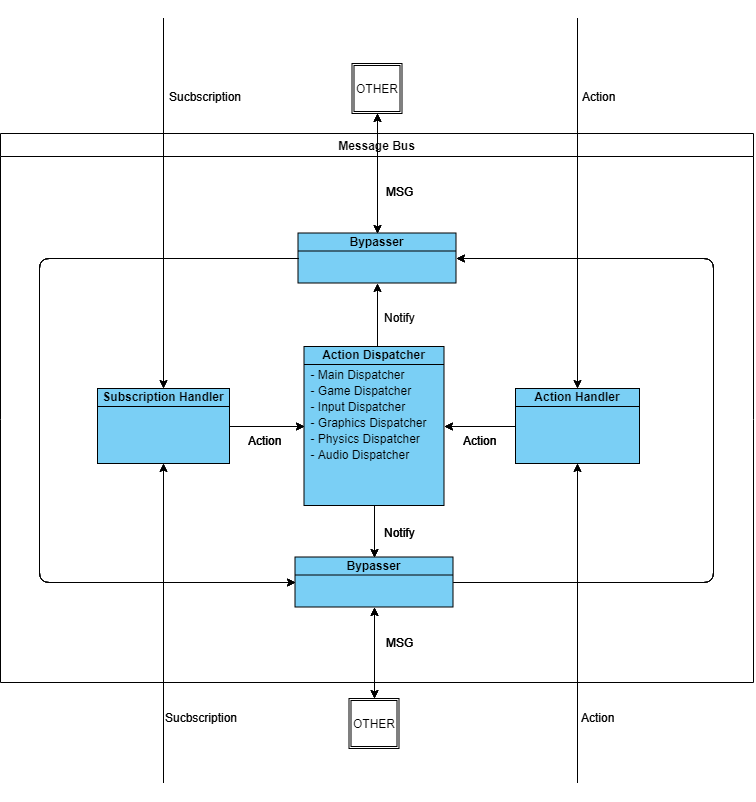 Sucbscription
OTHER
Action
Message Bus
MSG
Bypasser
Notify
Action Dispatcher
- Main Dispatcher
- Game Dispatcher
- Input Dispatcher
- Graphics Dispatcher
- Physics Dispatcher
- Audio Dispatcher
Subscription Handler
Action Handler
Action
Action
Notify
Bypasser
MSG
Sucbscription
OTHER
Action